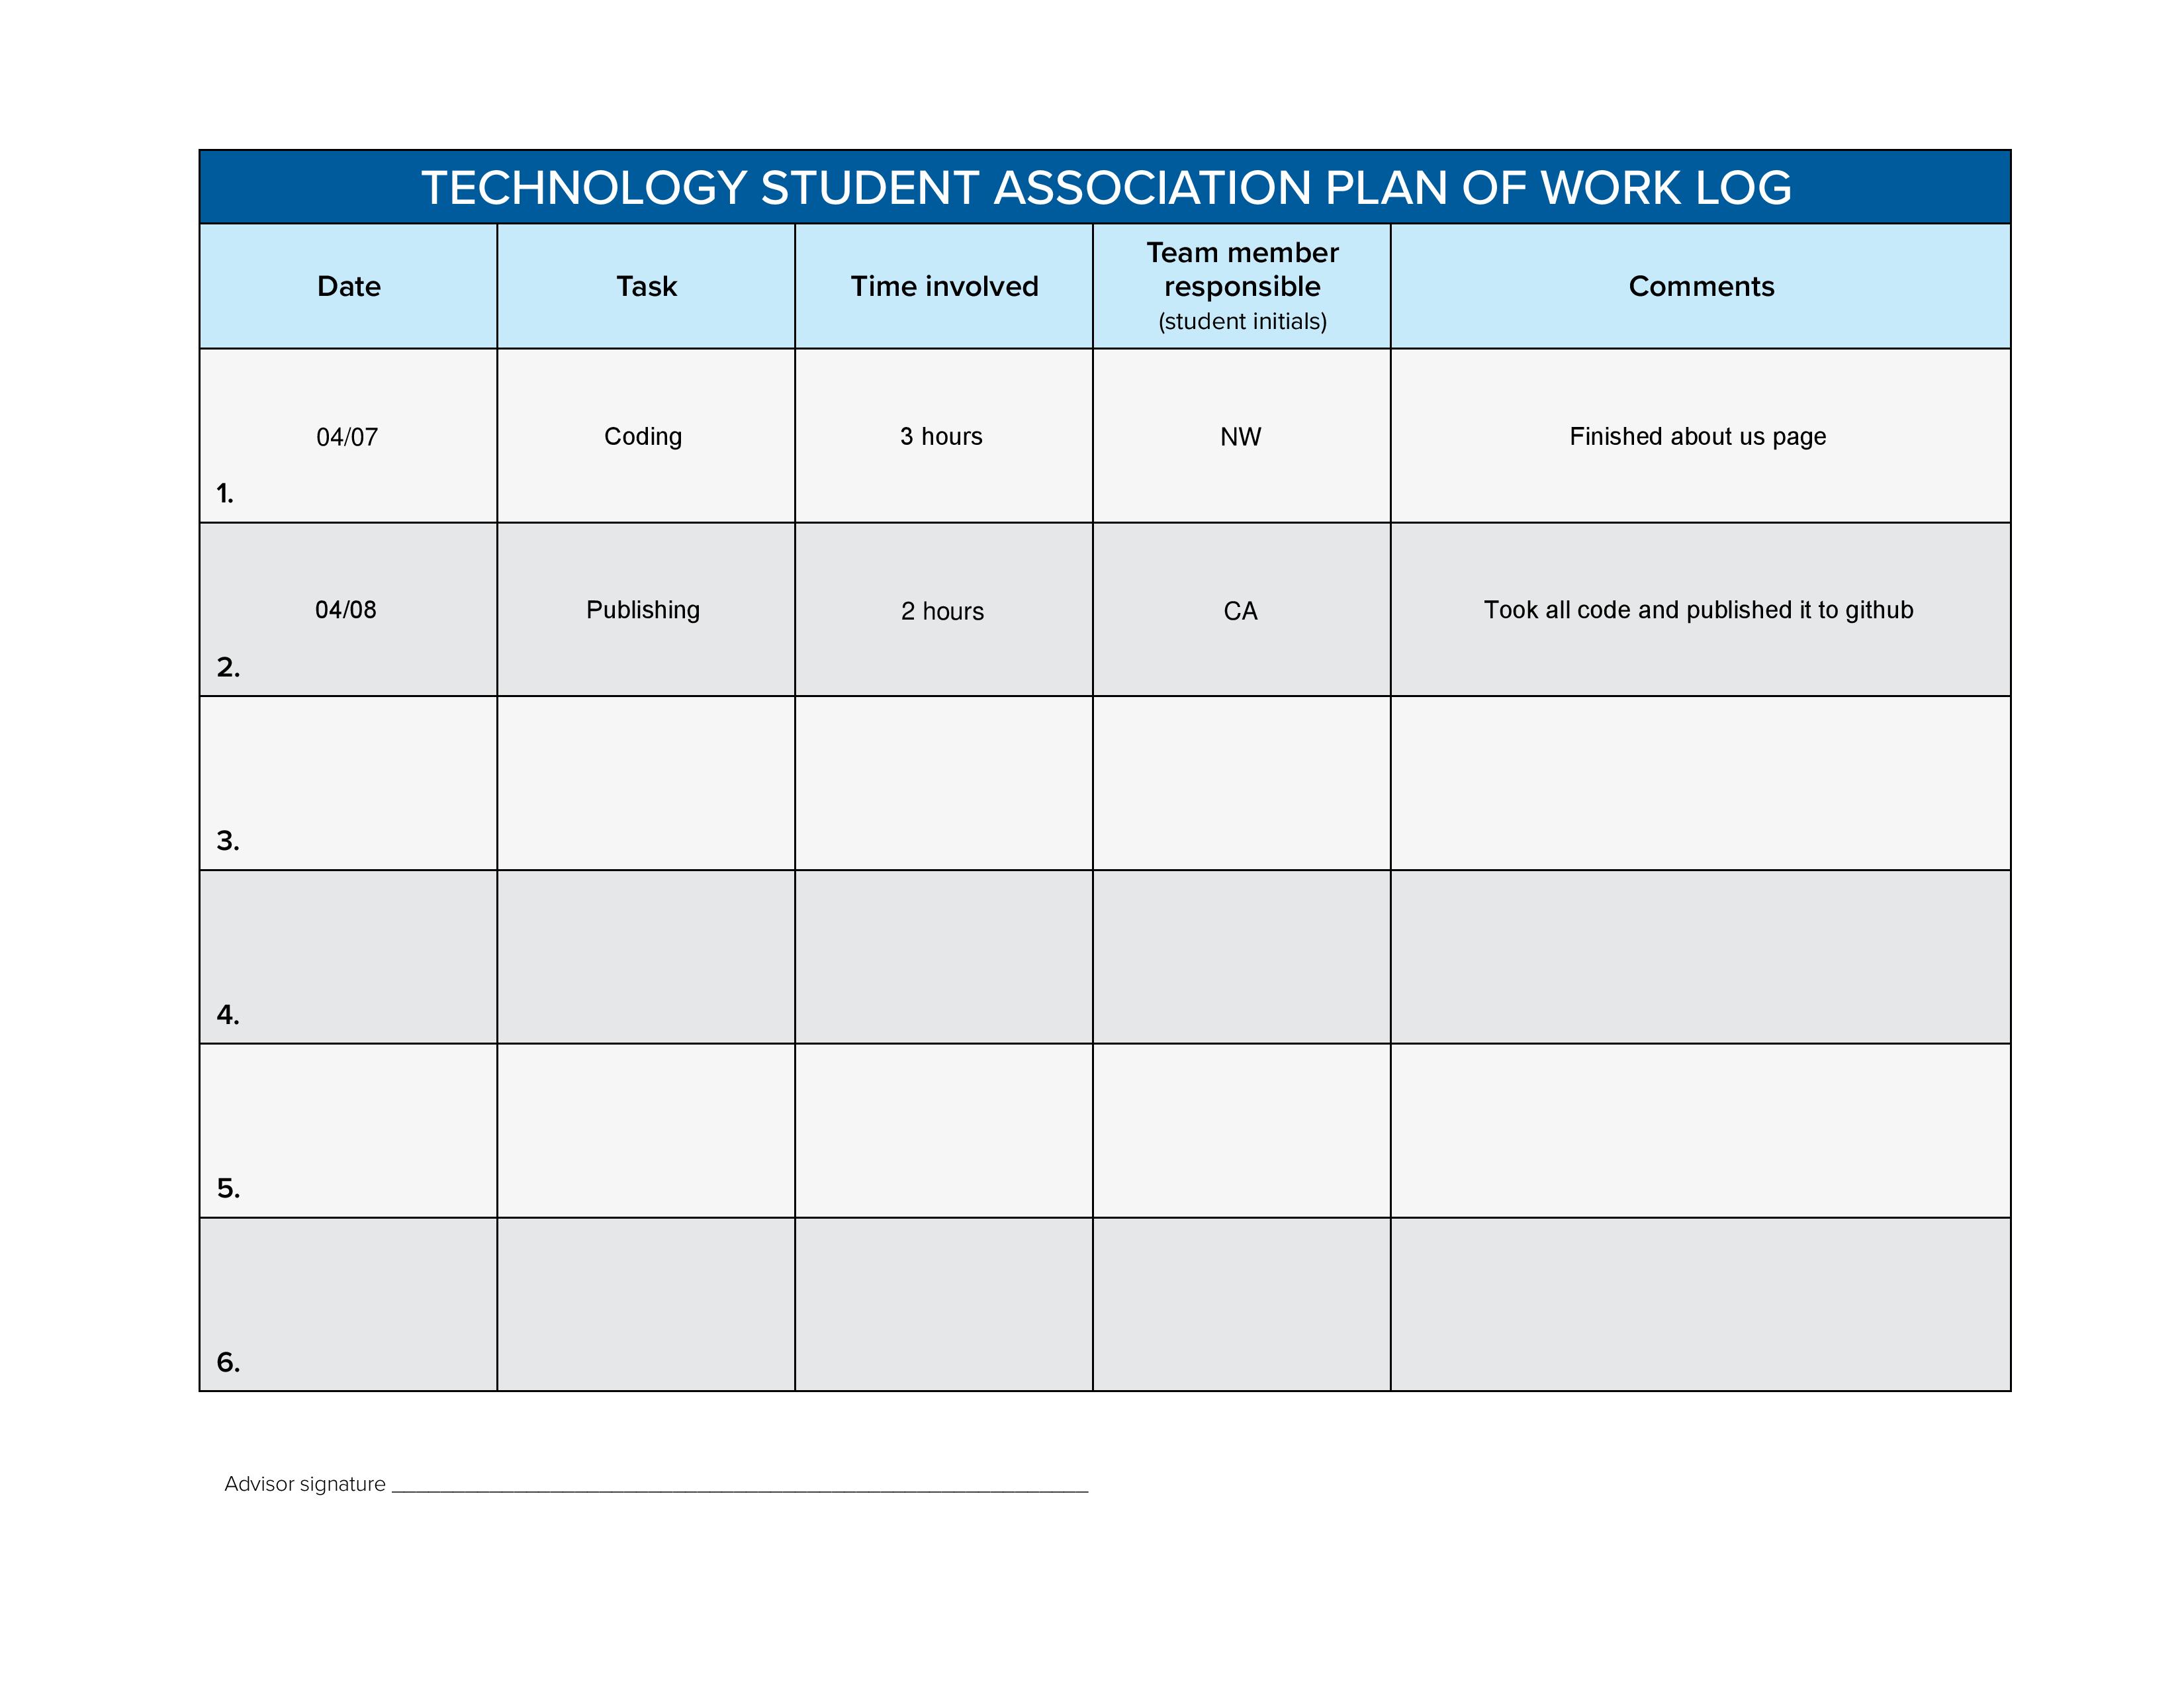 TECHNOLOGY STUDENT ASSOCIATION PLAN OF WORK LOG
Date
Task
Time involved
Team member
responsible
(student initials)
Comments
1.
04/07
Coding
3 hours
NW
Finished about us page
2.
04/08
Publishing
2 hours
CA
Took all code and published it to github
3.
4.
5.
6.
Advisor signature